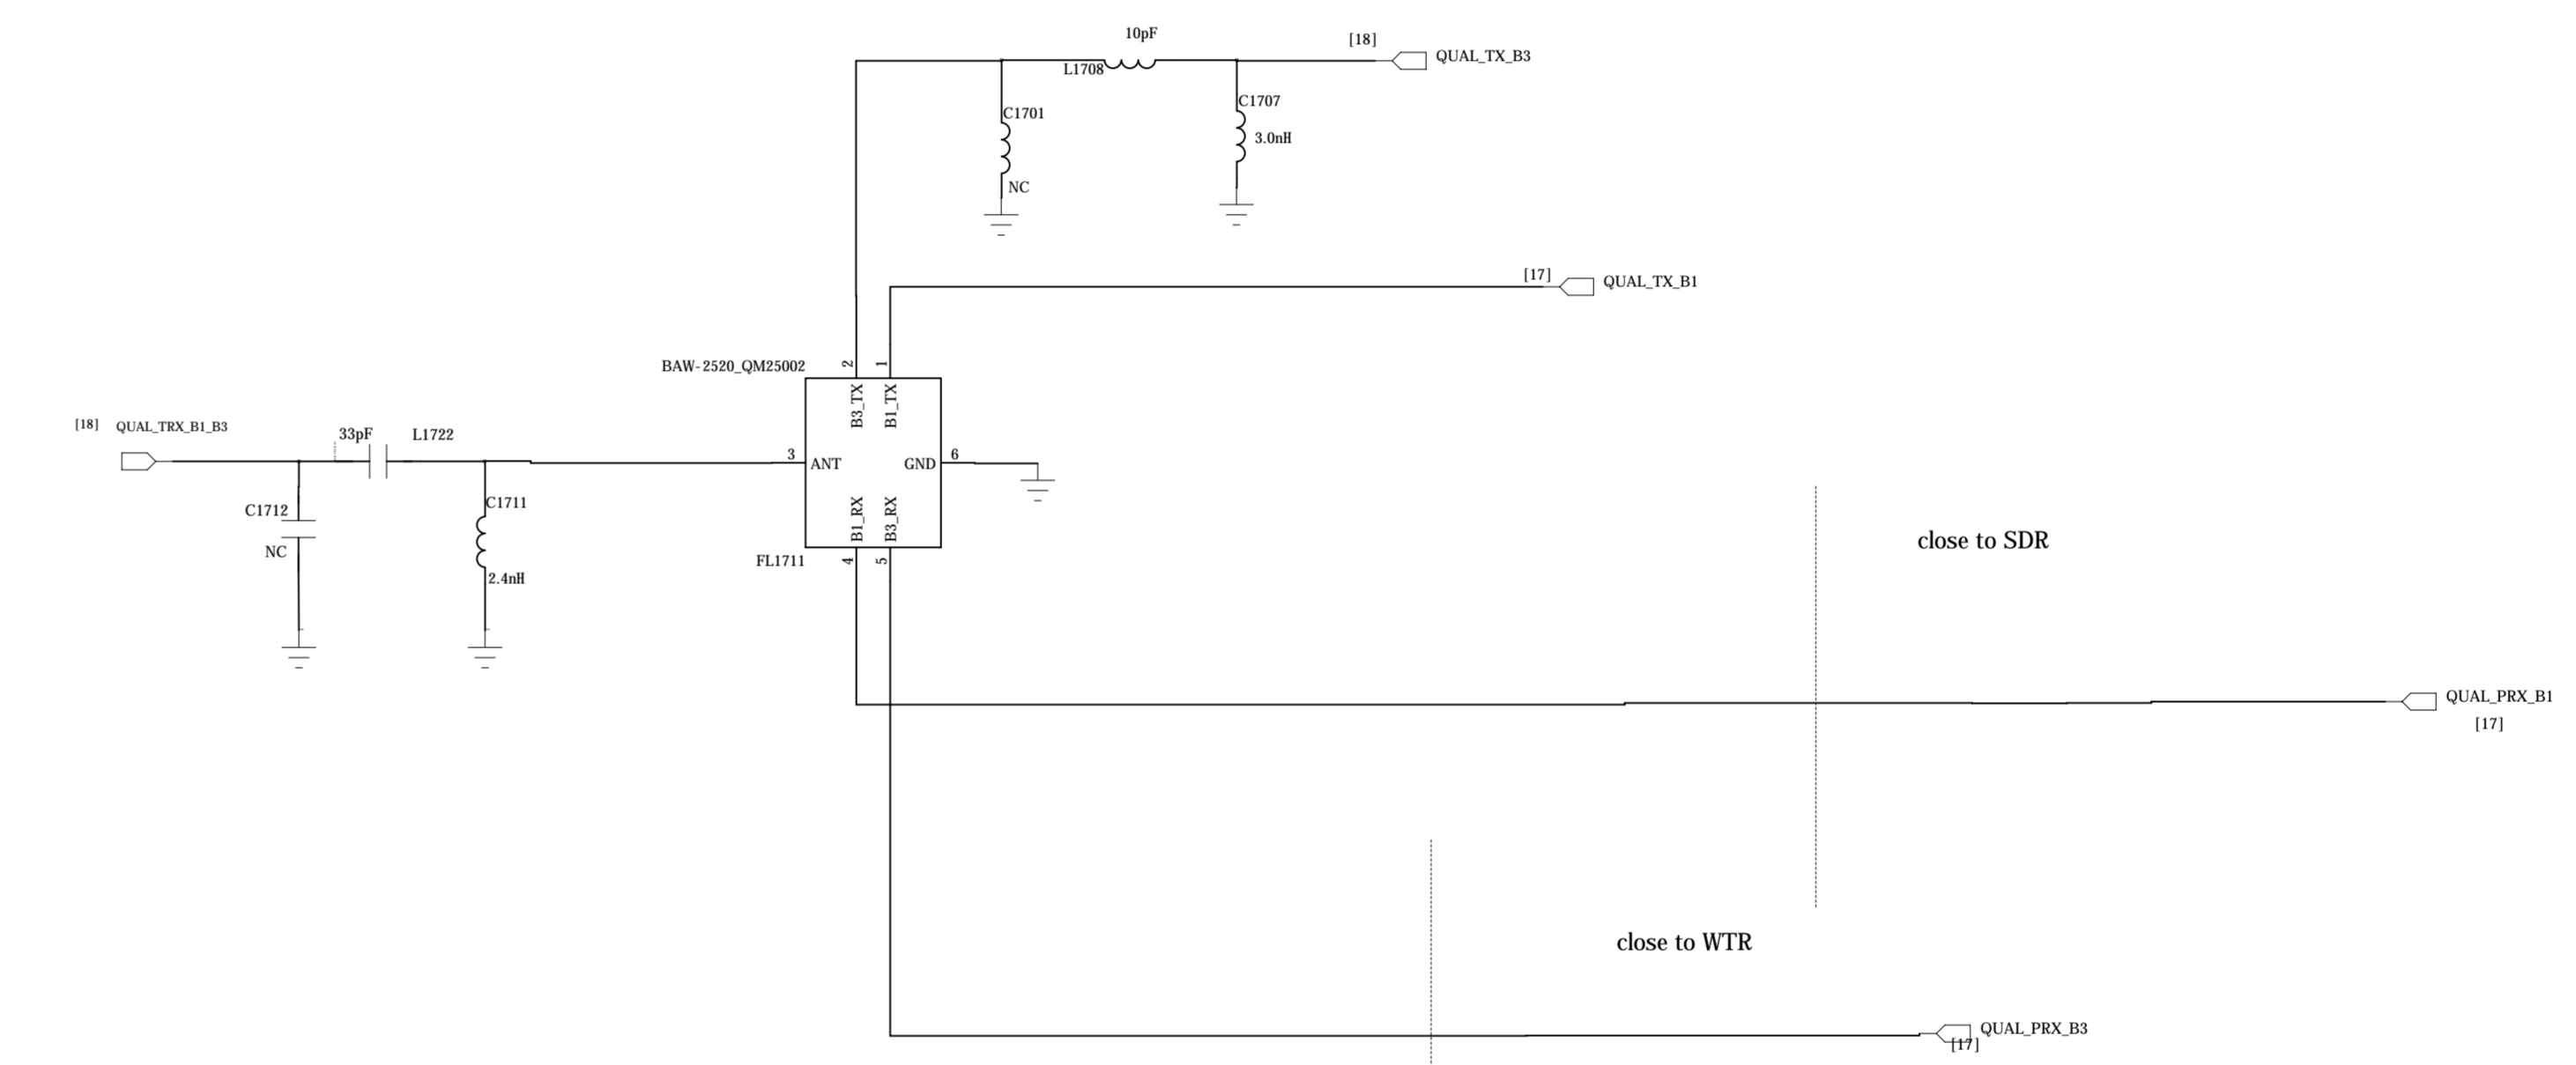 10pF
[18]
QUAL_TX_B3
L1708
C1701
C1707
3.0nH
NC
[17]
QUAL_TX_B1
BAW-2520_QM25002
2
1
B3_TX
B1_TX
[18]
QUAL_TRX_B1_B3
33pF
L1722
3
ANT
GND
6
C1711
C1712
B1_RX
B3_RX
NC
2.4nH
FL1711
4
5
close to SDR
QUAL_PRX_B1
[17]
close to WTR
QUAL_PRX_B3
[17]